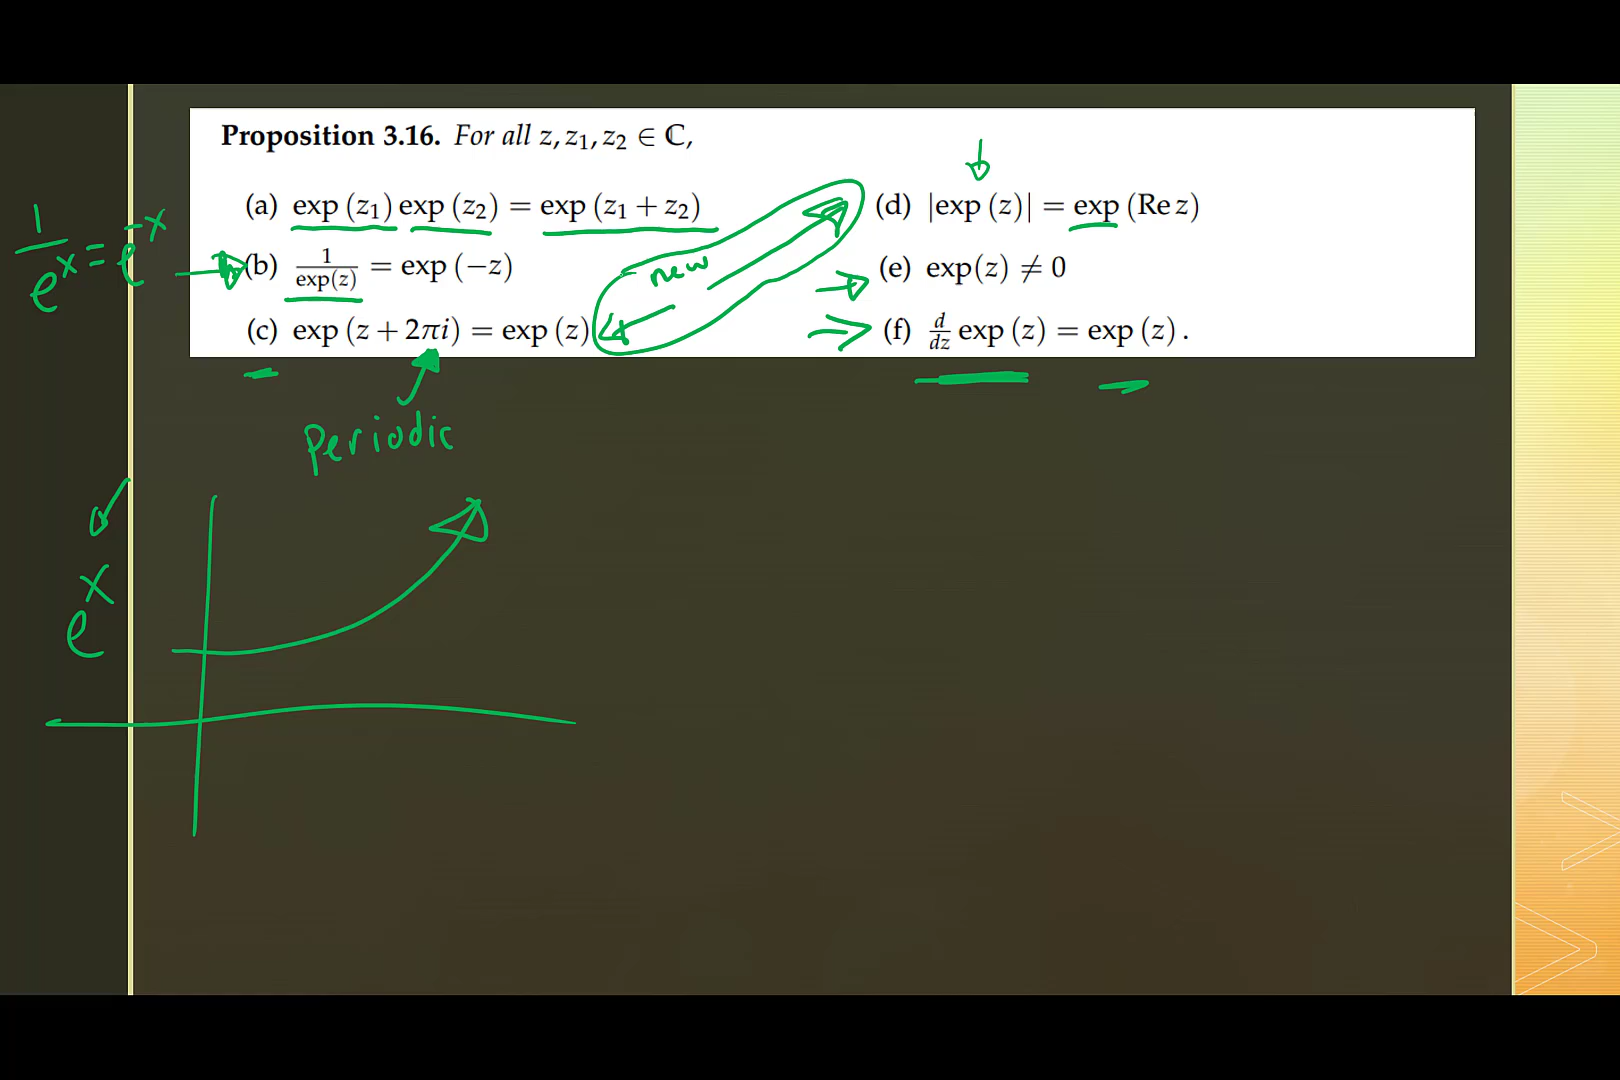 Proposition 3.16. For all z, z₁, z₂ ∈ ℂ,
(a) exp (z₁) exp (z₂) = exp (z₁ + z₂)
(b) 1/exp(z) = exp (−z)
(c) exp (z + 2πi) = exp (z)
(d) |exp (z)| = exp (Re z)
(e) exp(z) ≠ 0
(f) d/dz exp (z) = exp (z) .
1/eˣ = e⁻ˣ
new
Periodic
eˣ